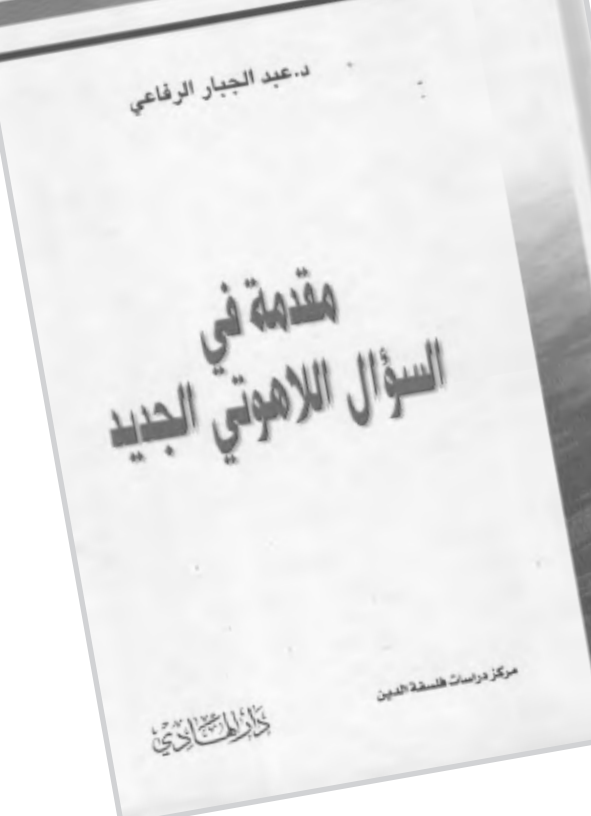 د.عبد الجبار الرفاعي
مقدمة في
السؤال اللاهوتي الجديد
مركز دراسات فلسفة الدين
دار الهادي